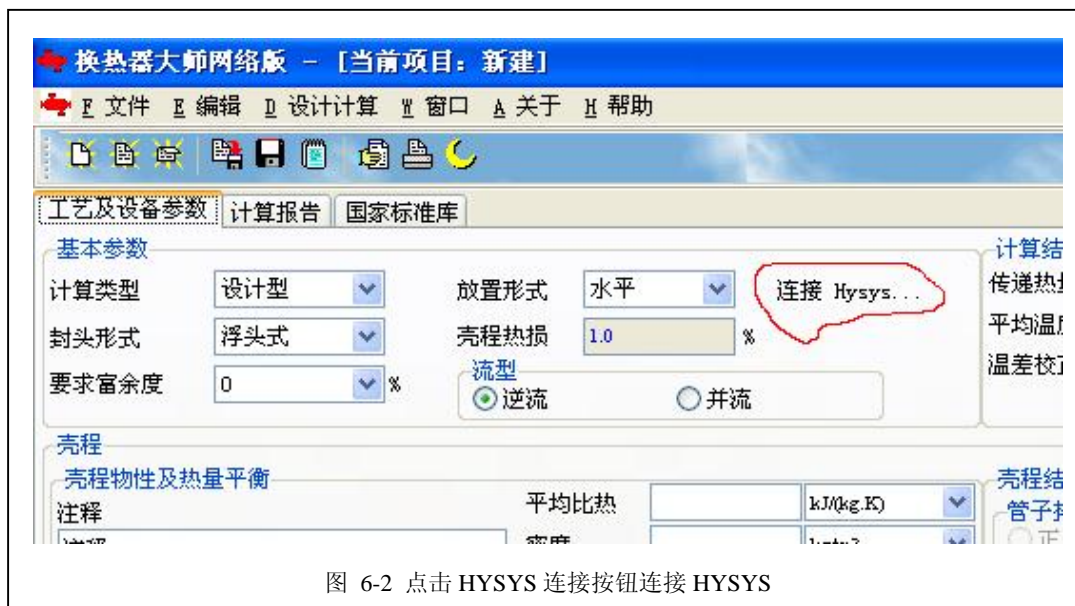 换热器大师网络版 - [当前项目：新建]
F 文件 E 编辑 D 设计计算 W 窗口 A 关于 H 帮助
工艺及设备参数 计算报告 国家标准库
基本参数 计算结
计算类型 设计型 放置形式 水平 连接 Hysys... 传递热
封头形式 浮头式 壳程热损 1.0 % 平均温
要求富余度 0 % 流型 温差校
逆流 并流
壳程
壳程物性及热量平衡 壳程结
注释 平均比热 kJ/(kg.K) 管子
图 6-2 点击 HYSYS 连接按钮连接 HYSYS